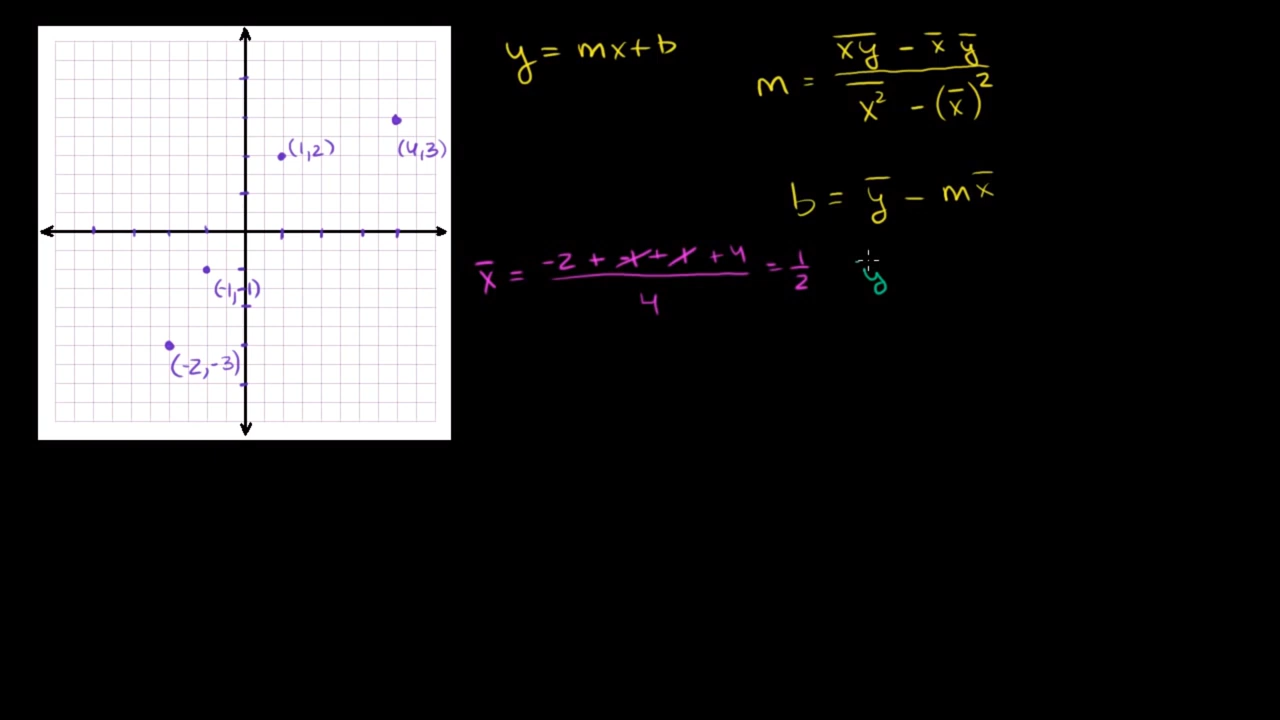 y = mx + b
m = (x̅y̅ - x̅ y̅) / (x̅²̅ - (x̅)²)
(1,2)
(4,3)
b = y̅ - mx̅
x̅ = (-2 + -1 + 1 + 4) / 4 = 1/2
y
(-1,-1)
(-2,-3)